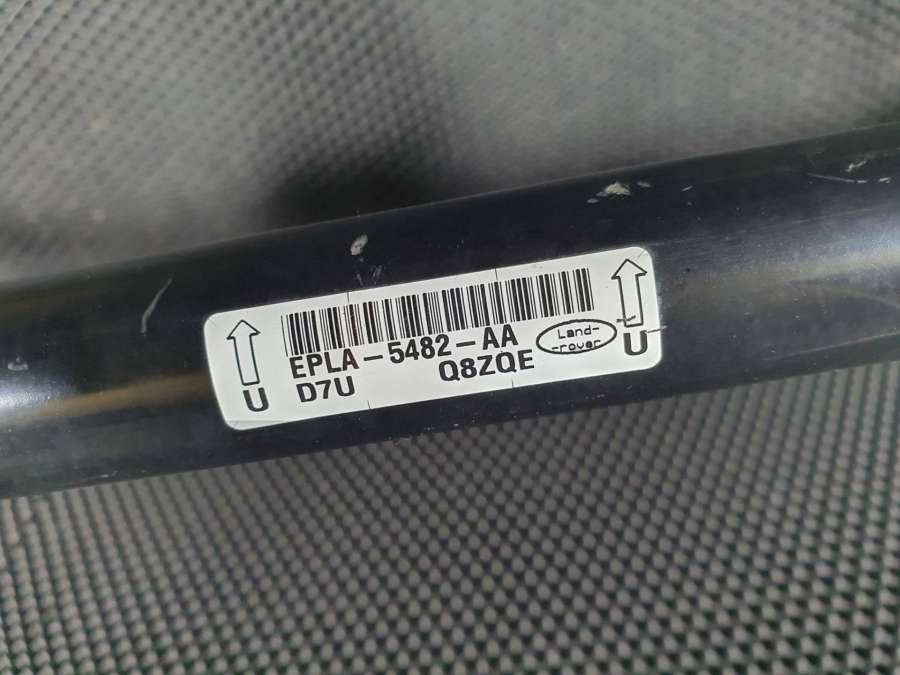 EPLA-5482-AA
D7U Q8ZQE
Land-
-rover
U
U